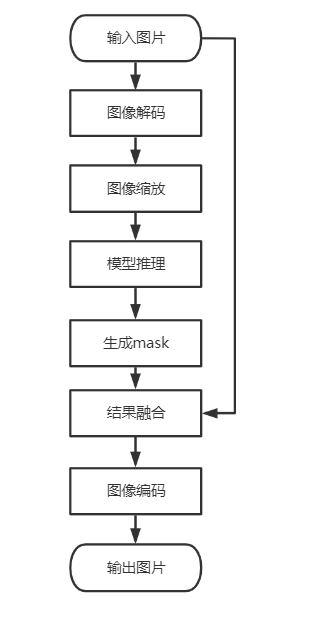 输入图片
图像解码
图像缩放
模型推理
生成mask
结果融合
图像编码
输出图片